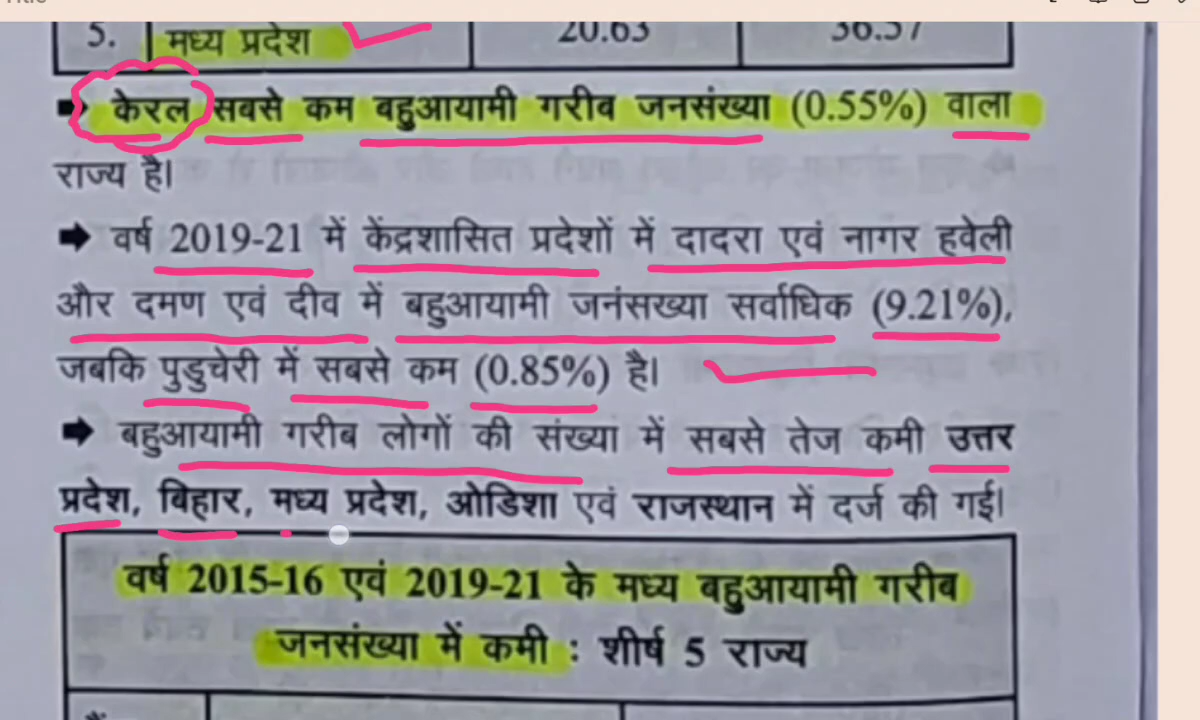 5. मध्य प्रदेश 20.63 36.57
➡ केरल सबसे कम बहुआयामी गरीब जनसंख्या (0.55%) वाला
राज्य है।
➡ वर्ष 2019-21 में केंद्रशासित प्रदेशों में दादरा एवं नागर हवेली
और दमण एवं दीव में बहुआयामी जनंसख्या सर्वाधिक (9.21%),
जबकि पुडुचेरी में सबसे कम (0.85%) है।
➡ बहुआयामी गरीब लोगों की संख्या में सबसे तेज कमी उत्तर
प्रदेश, बिहार, मध्य प्रदेश, ओडिशा एवं राजस्थान में दर्ज की गई।
वर्ष 2015-16 एवं 2019-21 के मध्य बहुआयामी गरीब
जनसंख्या में कमी : शीर्ष 5 राज्य